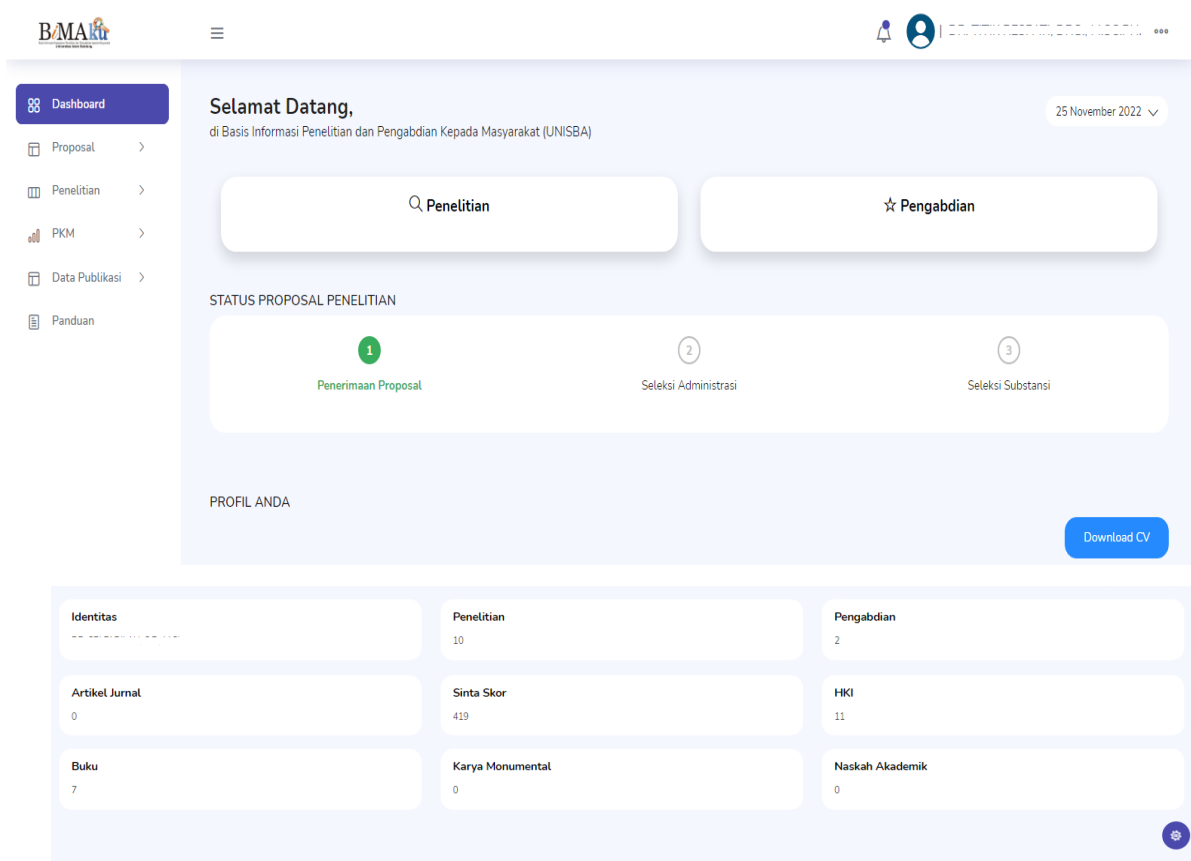 BiMAku
25 November 2022
Dashboard
Proposal
Penelitian
PKM
Data Publikasi
Panduan
Selamat Datang,
di Basis Informasi Penelitian dan Pengabdian Kepada Masyarakat (UNISBA)
Penelitian
Pengabdian
STATUS PROPOSAL PENELITIAN
1
2
3
Penerimaan Proposal
Seleksi Administrasi
Seleksi Substansi
PROFIL ANDA
Download CV
Identitas
Penelitian
10
Pengabdian
2
Artikel Jurnal
0
Sinta Skor
419
HKI
11
Buku
7
Karya Monumental
0
Naskah Akademik
0